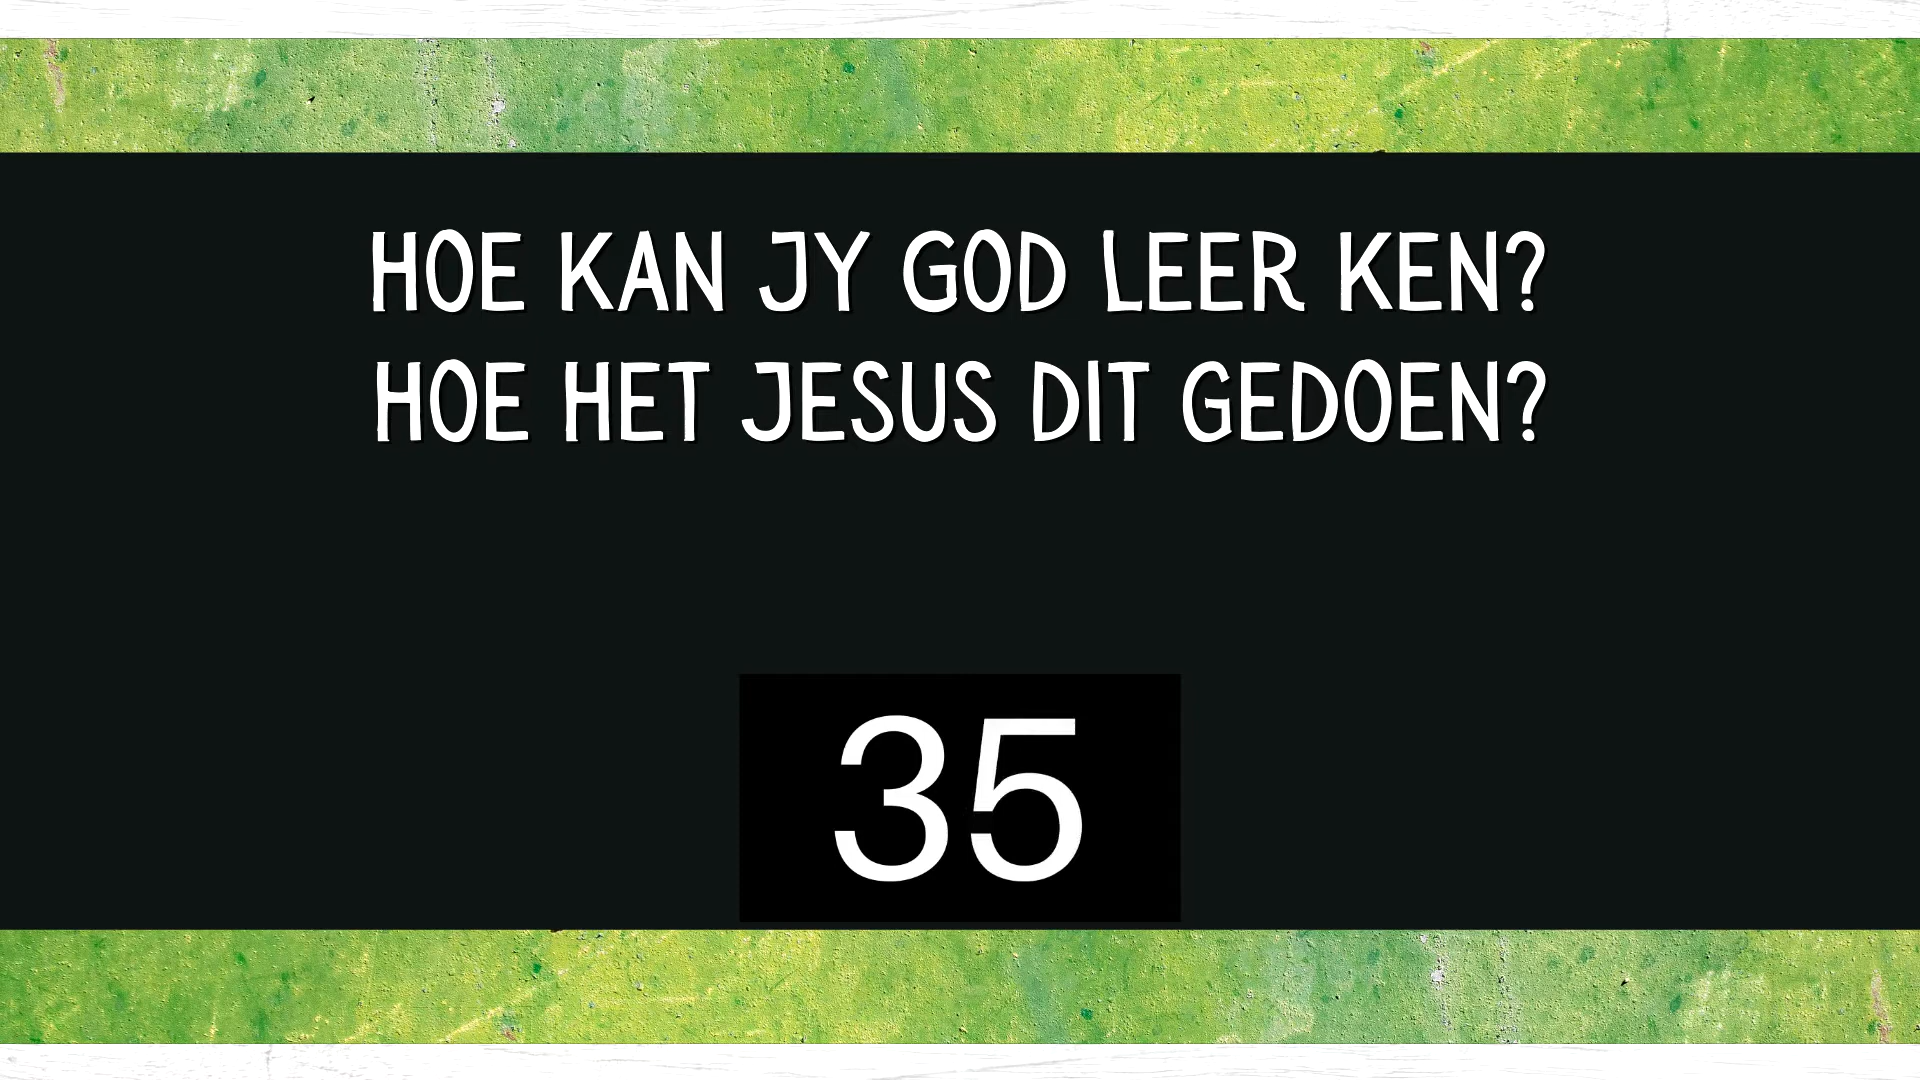 HOE KAN JY GOD LEER KEN?
HOE HET JESUS DIT GEDOEN?
35